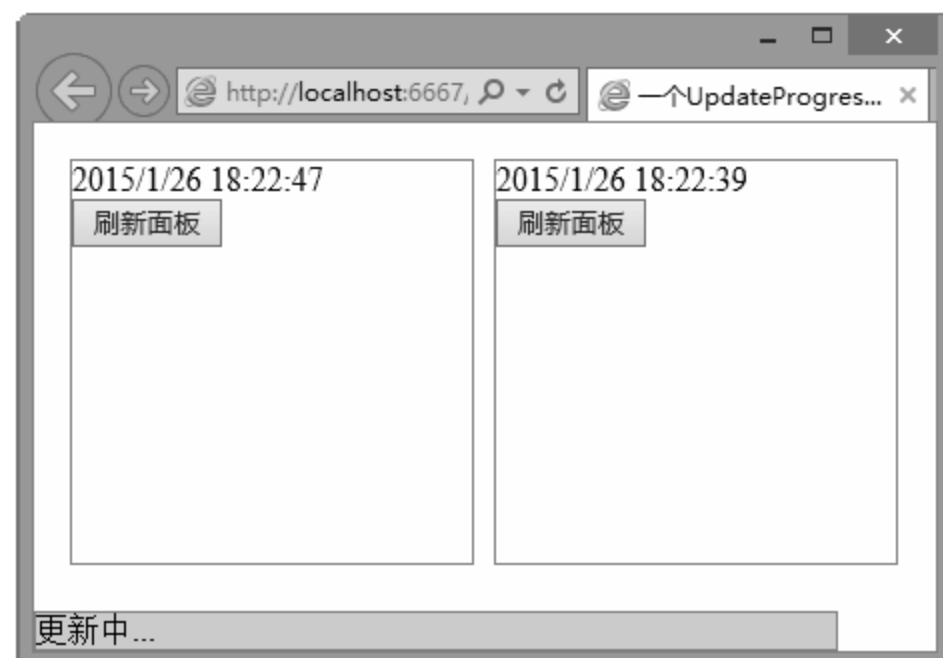 http://localhost:6667,
一个UpdateProgres...
2015/1/26 18:22:47
刷新面板
2015/1/26 18:22:39
刷新面板
更新中...